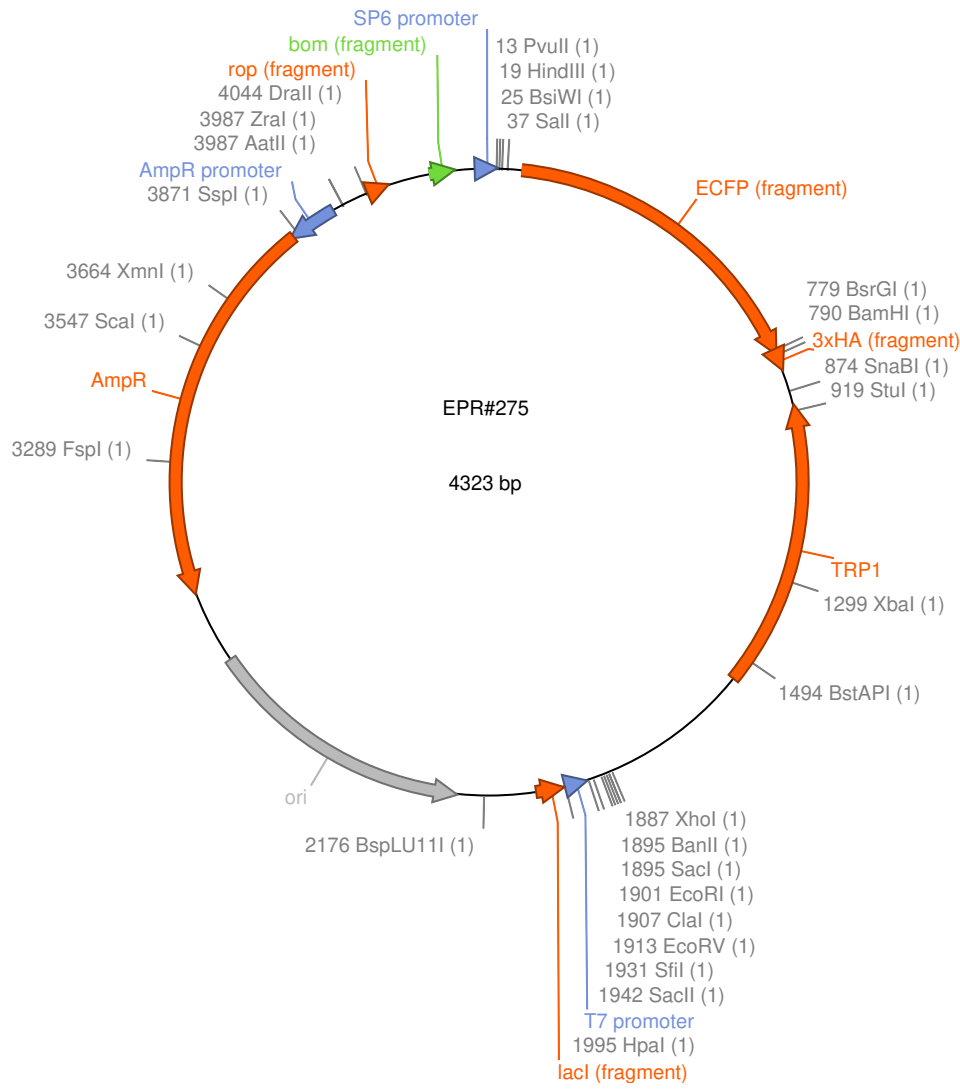 SP6 promoter
bom (fragment)
rop (fragment)
4044 DraII (1)
3987 ZraI (1)
3987 AatII (1)
AmpR promoter
3871 SspI (1)
3664 XmnI (1)
3547 ScaI (1)
AmpR
3289 FspI (1)
13 PvuII (1)
19 HindIII (1)
25 BsiWI (1)
37 SalI (1)
ECFP (fragment)
779 BsrGI (1)
790 BamHI (1)
3xHA (fragment)
874 SnaBI (1)
919 StuI (1)
EPR#275
4323 bp
TRP1
1299 XbaI (1)
1494 BstAPI (1)
ori
2176 BspLU11I (1)
1887 XhoI (1)
1895 BanII (1)
1895 SacI (1)
1901 EcoRI (1)
1907 ClaI (1)
1913 EcoRV (1)
1931 SfiI (1)
1942 SacII (1)
T7 promoter
1995 HpaI (1)
lacI (fragment)